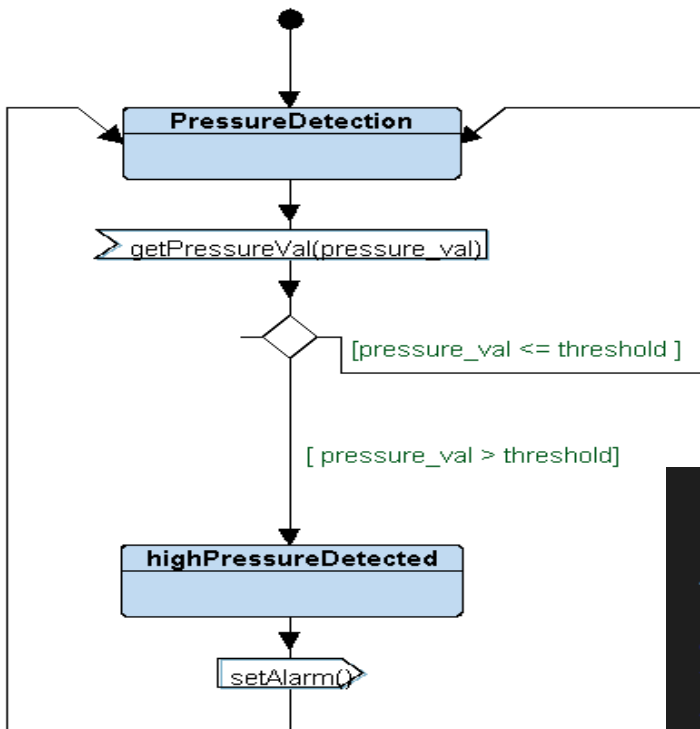 PressureDetection
getPressureVal(pressure_val)
[pressure_val <= threshold ]
[ pressure_val > threshold]
highPressureDetected
setAlarm()